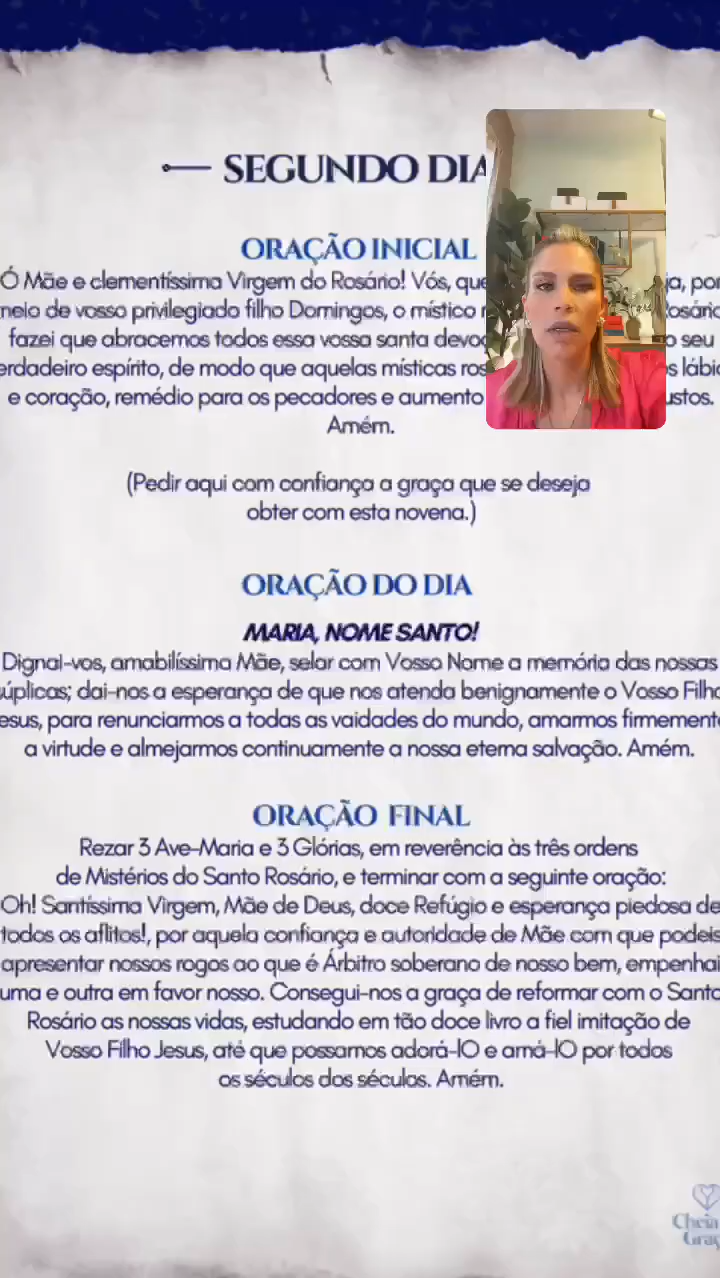 SEGUNDO DIA
ORAÇÃO INICIAL
Ó Mãe e clementíssima Virgem do Rosário! Vós, que
por
de vosso privilegiado filho Domingos, o místico
fazei que abracemos todos essa vossa santa
seu
espírito, de modo que aquelas místicas
e coração, remédio para os pecadores e aumento
Amém.
(Pedir aqui com confiança a graça que se deseja
obter com esta novena.)
ORAÇÃO DO DIA
MARIA, NOME SANTO!
Dignai-vos, amabilíssima Mãe, selar com Vosso Nome a memória das nossas
úplicas; dai-nos a esperança de que nos atenda benignamente o Vosso Filho
esus, para renunciarmos a todas as vaidades do mundo, amarmos firmemente
a virtude e almejarmos continuamente a nossa eterna salvação. Amém.
ORAÇÃO FINAL
Rezar 3 Ave-Maria e 3 Glórias, em reverência às três ordens
de Mistérios do Santo Rosário, e terminar com a seguinte oração:
Oh! Santíssima Virgem, Mãe de Deus, doce Refúgio e esperança piedosa de
todos os aflitos!, por aquela confiança e autoridade de Mãe com que podeis
apresentar nossos rogos ao que é Árbitro soberano de nosso bem, empenhai
uma e outra em favor nosso. Consegui-nos a graça de reformar com o Santo
Rosário as nossas vidas, estudando em tão doce livro a fiel imitação de
Vosso Filho Jesus, até que possamos adorá-lO e amá-lO por todos
os séculos dos séculos. Amém.
Cheia
Graç